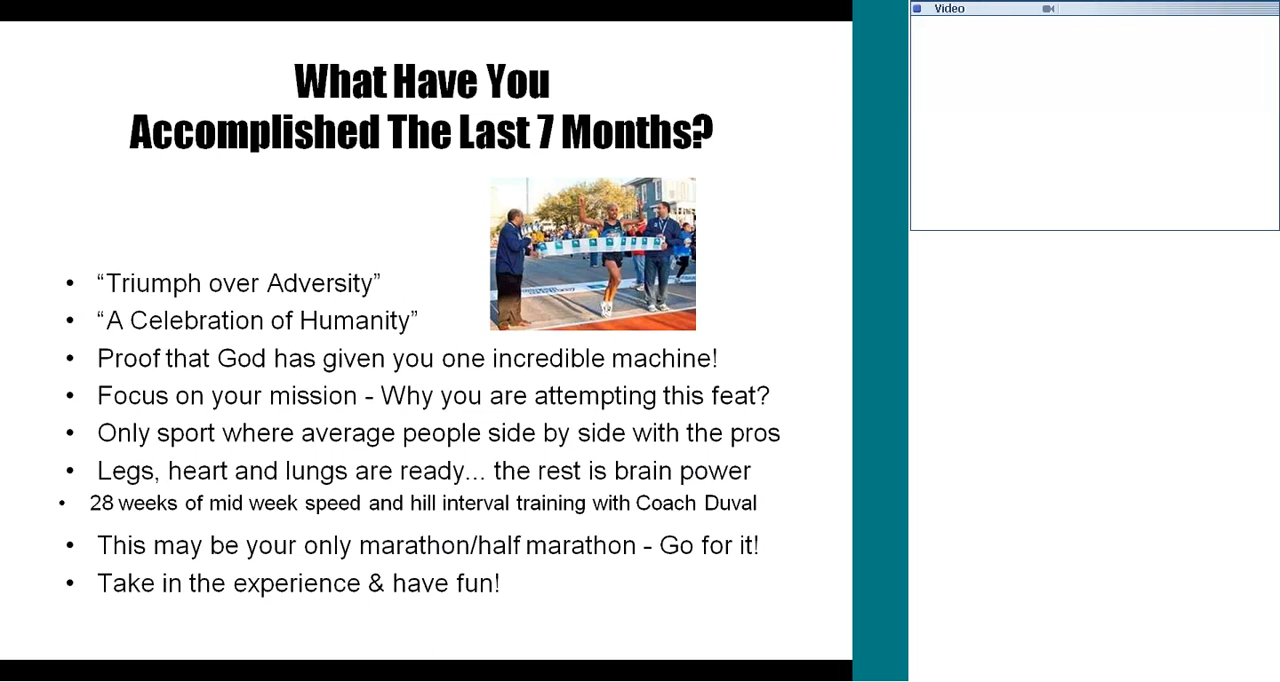 What Have You
Accomplished The Last 7 Months?
• “Triumph over Adversity”
• “A Celebration of Humanity”
• Proof that God has given you one incredible machine!
• Focus on your mission - Why you are attempting this feat?
• Only sport where average people side by side with the pros
• Legs, heart and lungs are ready... the rest is brain power
• 28 weeks of mid week speed and hill interval training with Coach Duval
• This may be your only marathon/half marathon - Go for it!
• Take in the experience & have fun!
Video